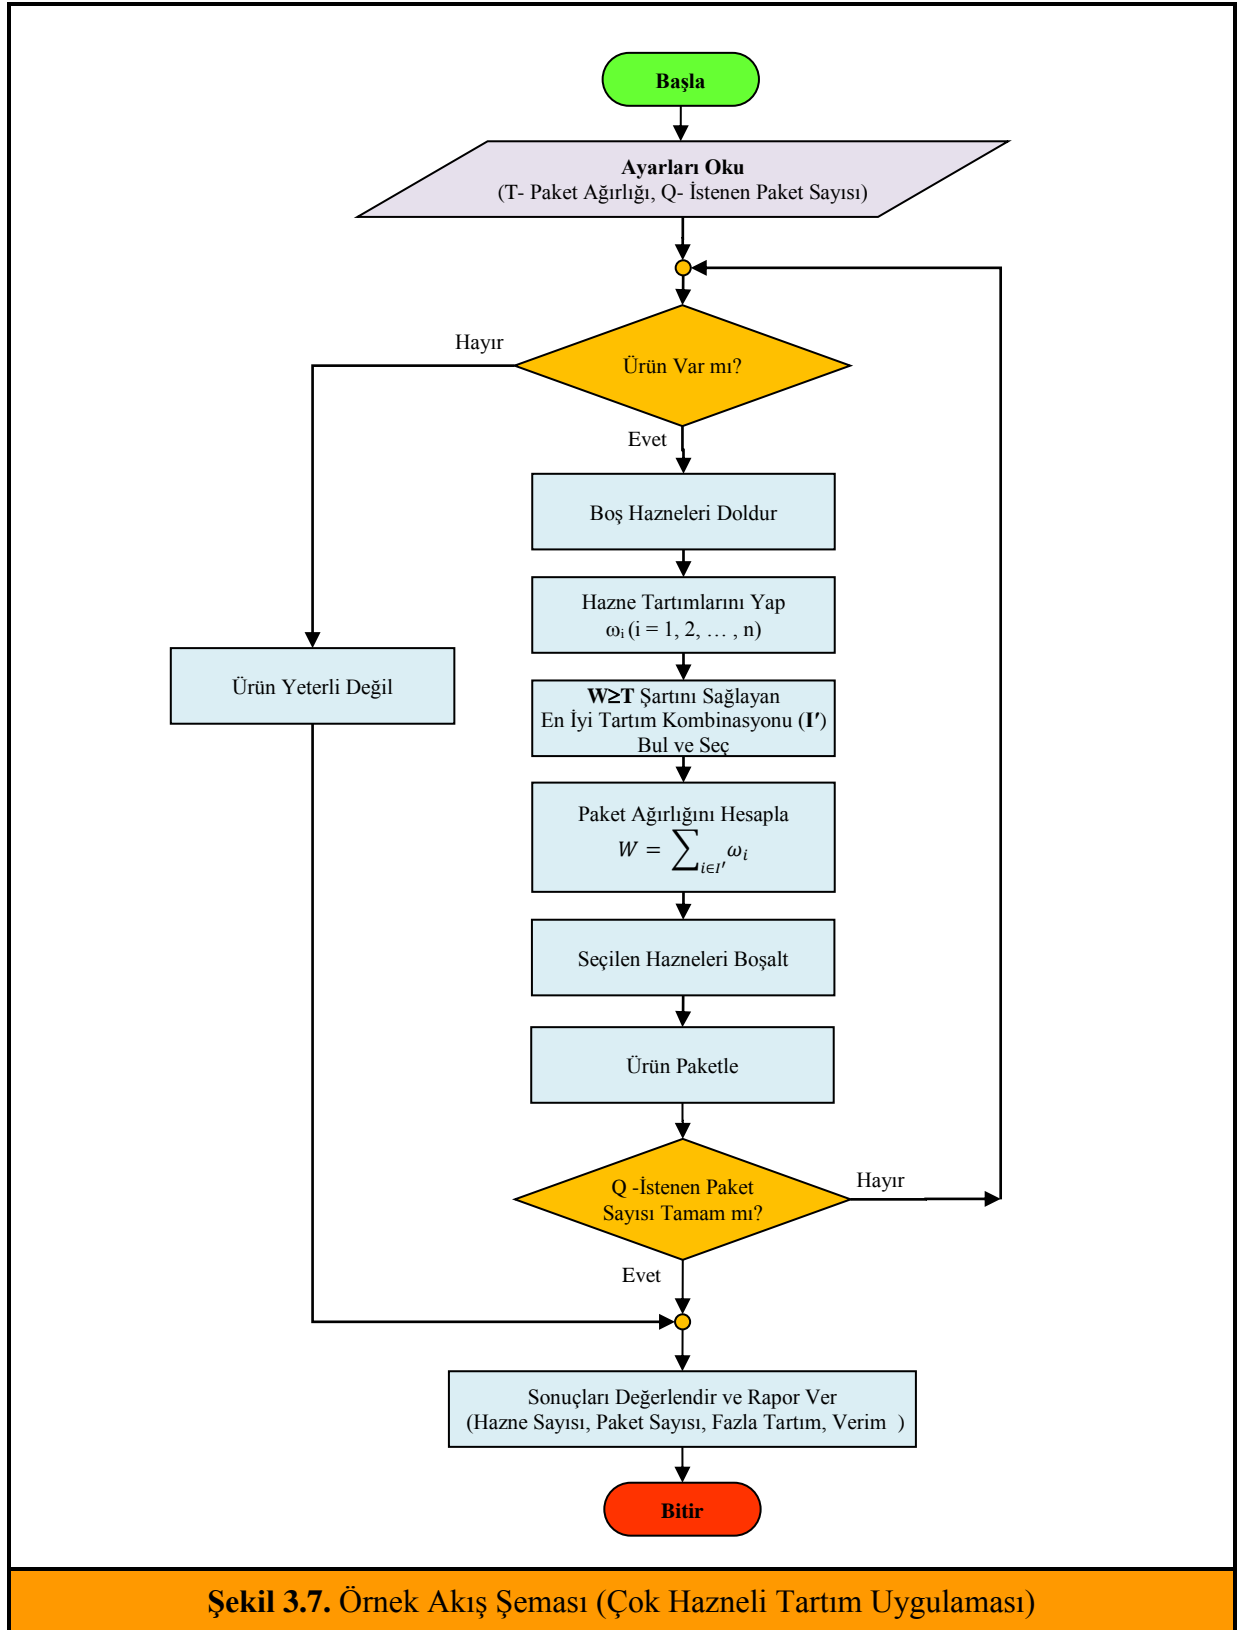 Başla
Ayarları Oku
(T- Paket Ağırlığı, Q- İstenen Paket Sayısı)
Hayır
Ürün Var mı?
Evet
Boş Hazneleri Doldur
Hazne Tartımlarını Yap
ωᵢ (i = 1, 2, … , n)
Ürün Yeterli Değil
W≥T Şartını Sağlayan
En İyi Tartım Kombinasyonu (I′)
Bul ve Seç
Paket Ağırlığını Hesapla
W = ∑_{i∈I′} ω_i
Seçilen Hazneleri Boşalt
Ürün Paketle
Q -İstenen Paket
Sayısı Tamam mı?
Hayır
Evet
Sonuçları Değerlendir ve Rapor Ver
(Hazne Sayısı, Paket Sayısı, Fazla Tartım, Verim )
Bitir
Şekil 3.7. Örnek Akış Şeması (Çok Hazneli Tartım Uygulaması)